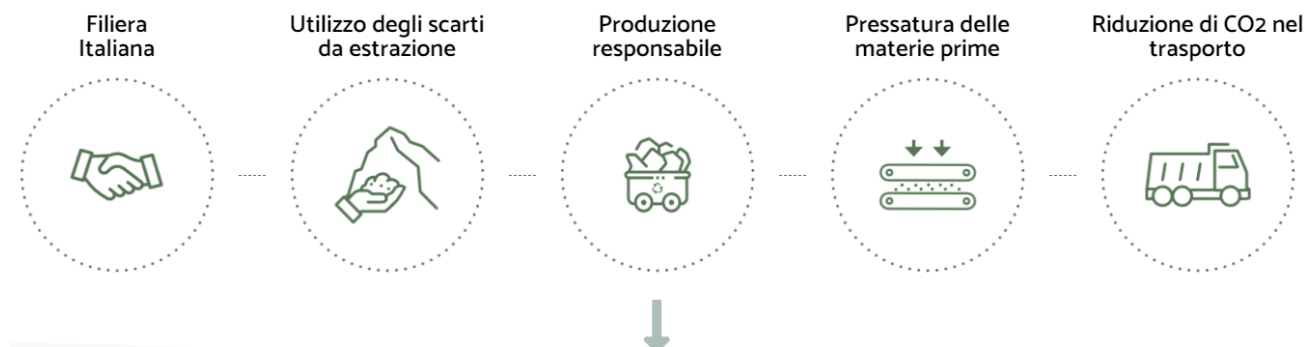 Filiera
Italiana
Utilizzo degli scarti
da estrazione
Produzione
responsabile
Pressatura delle
materie prime
Riduzione di CO2 nel
trasporto